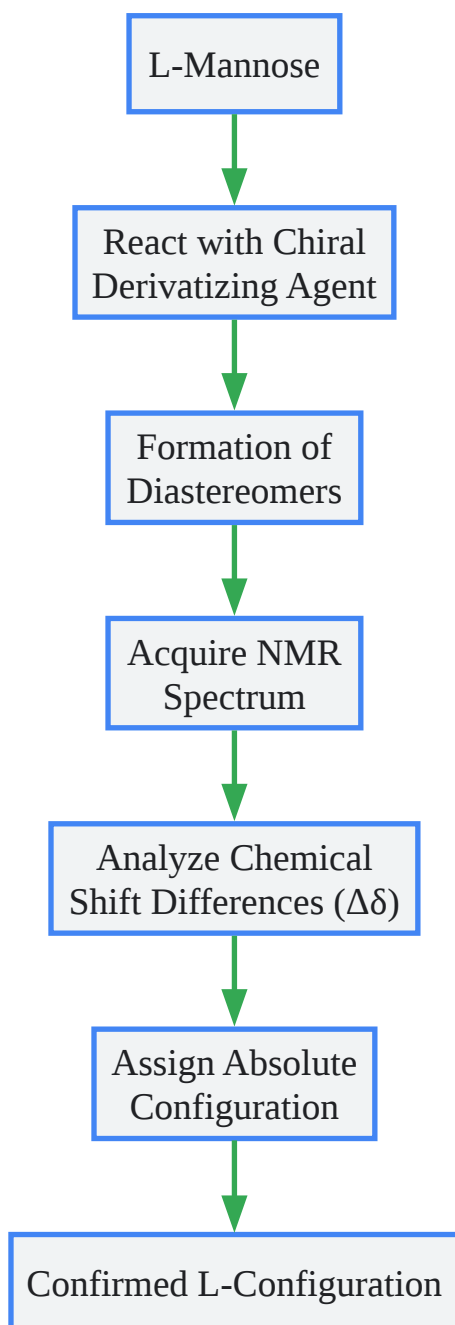 L-Mannose
React with Chiral
Derivatizing Agent
Formation of
Diastereomers
Acquire NMR
Spectrum
Analyze Chemical
Shift Differences (Δδ)
Assign Absolute
Configuration
Confirmed L-Configuration